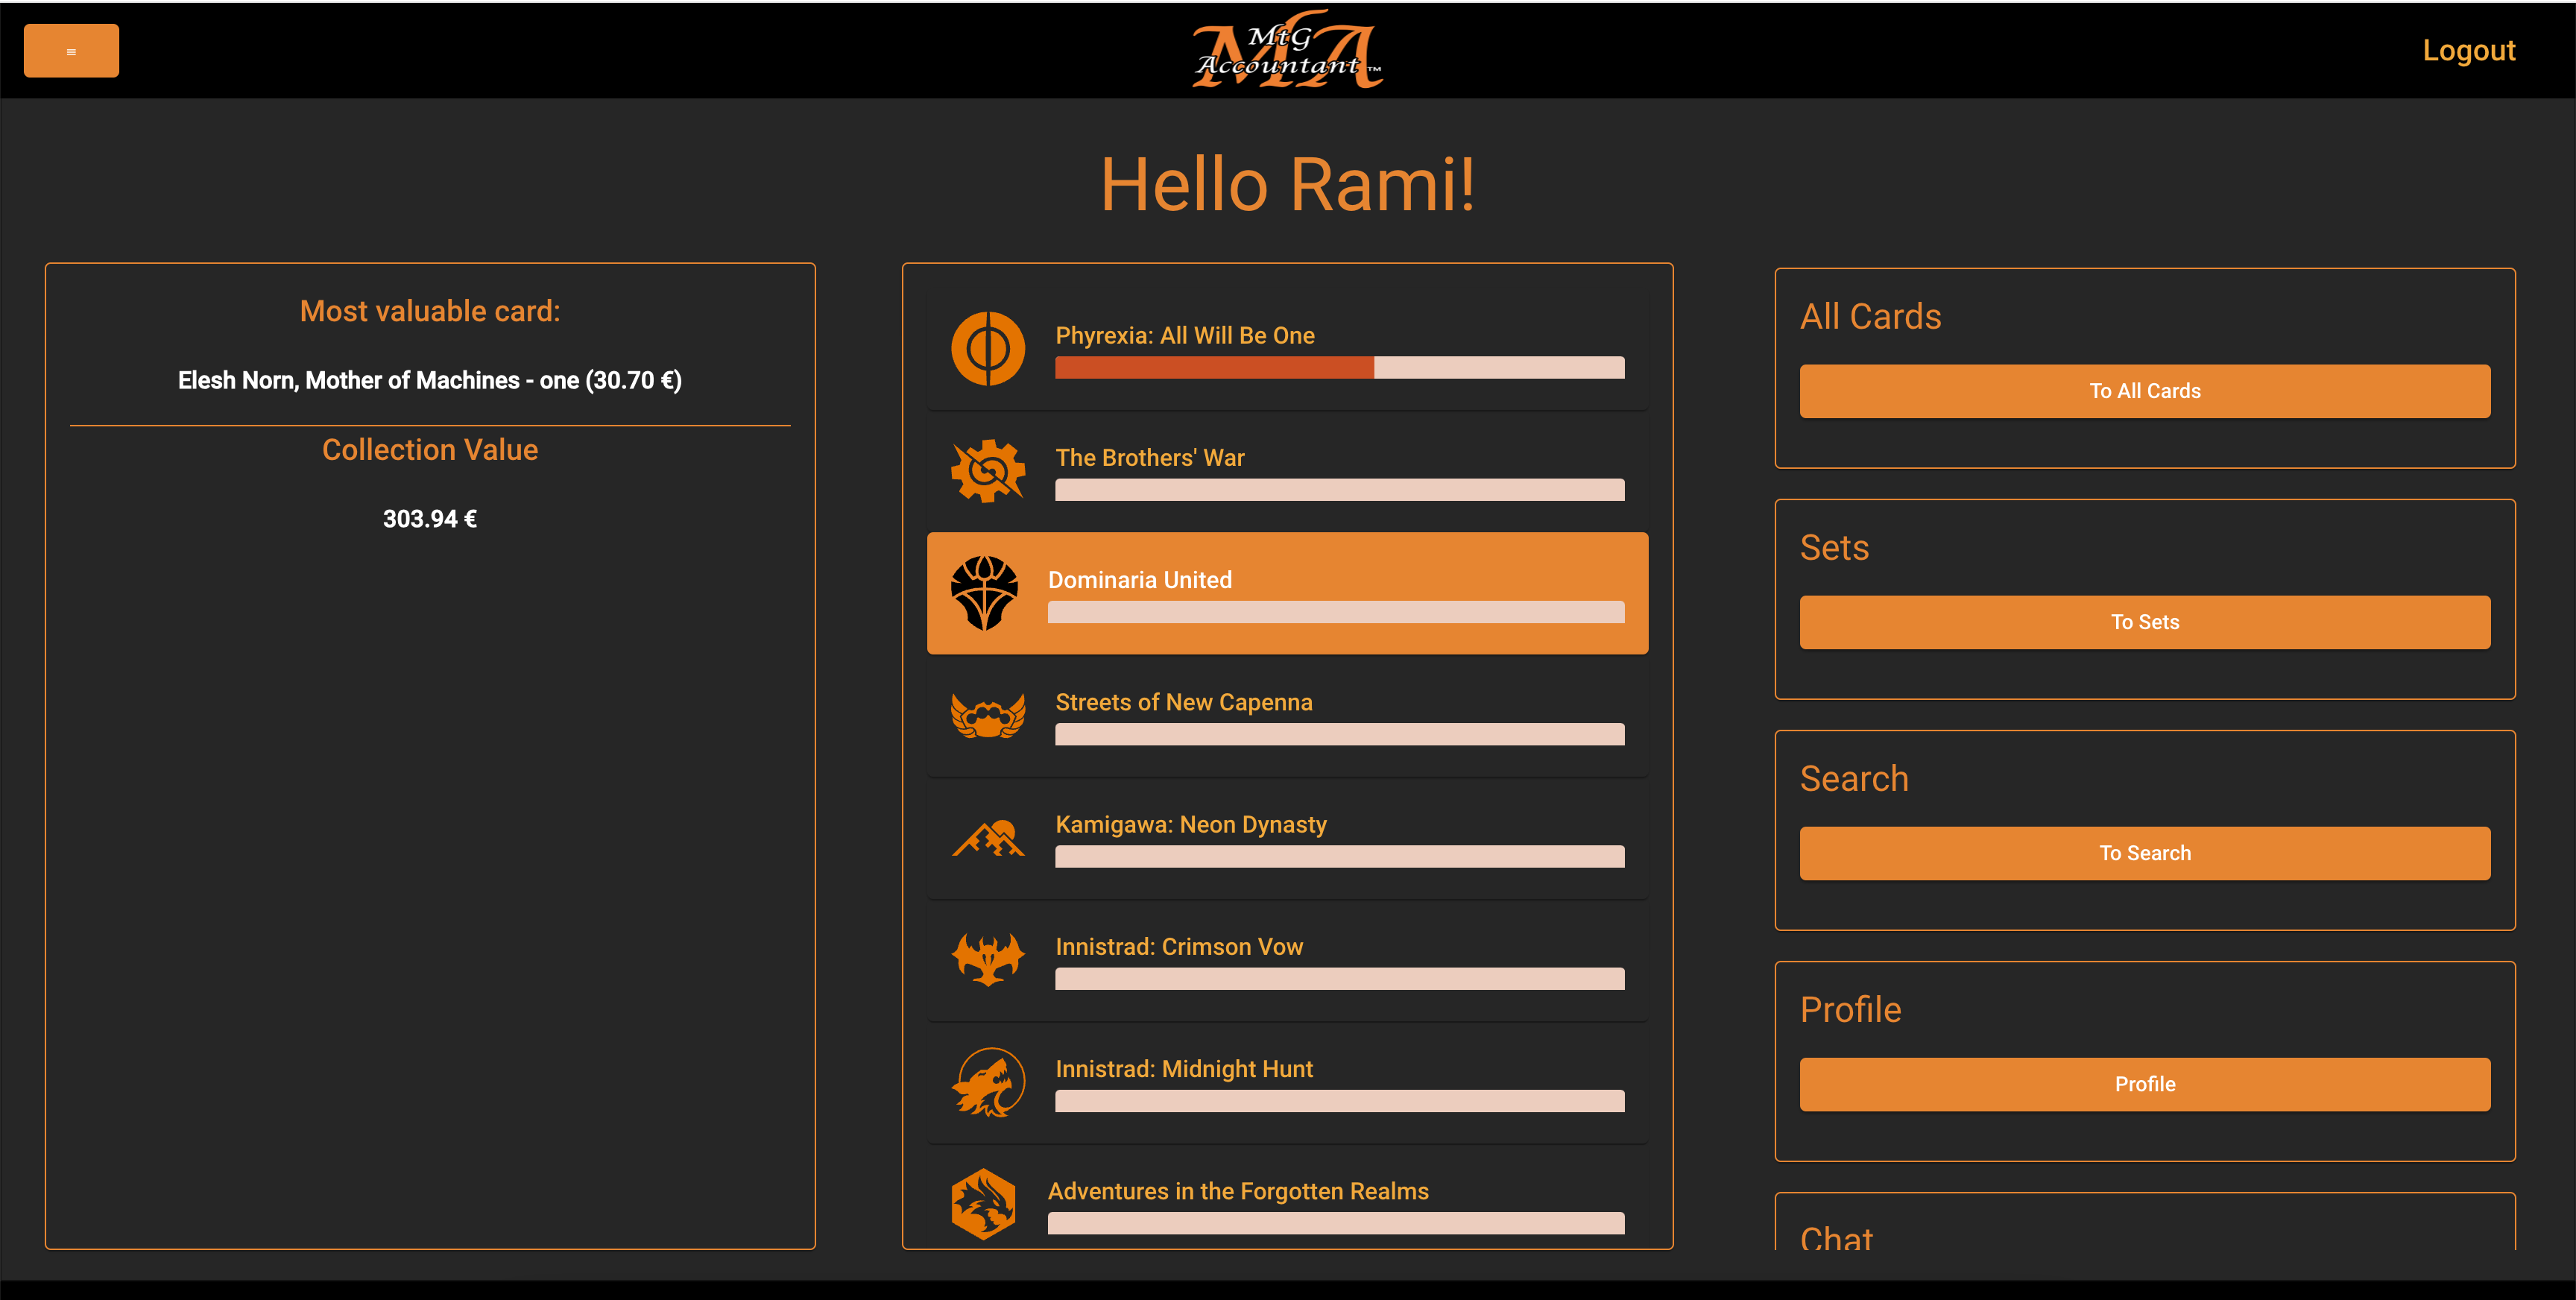 MtG
Accountant™
Logout
Hello Rami!
Most valuable card:
Elesh Norn, Mother of Machines - one (30.70 €)
Collection Value
303.94 €
Phyrexia: All Will Be One
The Brothers' War
Dominaria United
Streets of New Capenna
Kamigawa: Neon Dynasty
Innistrad: Crimson Vow
Innistrad: Midnight Hunt
Adventures in the Forgotten Realms
All Cards
To All Cards
Sets
To Sets
Search
To Search
Profile
Profile
Chat